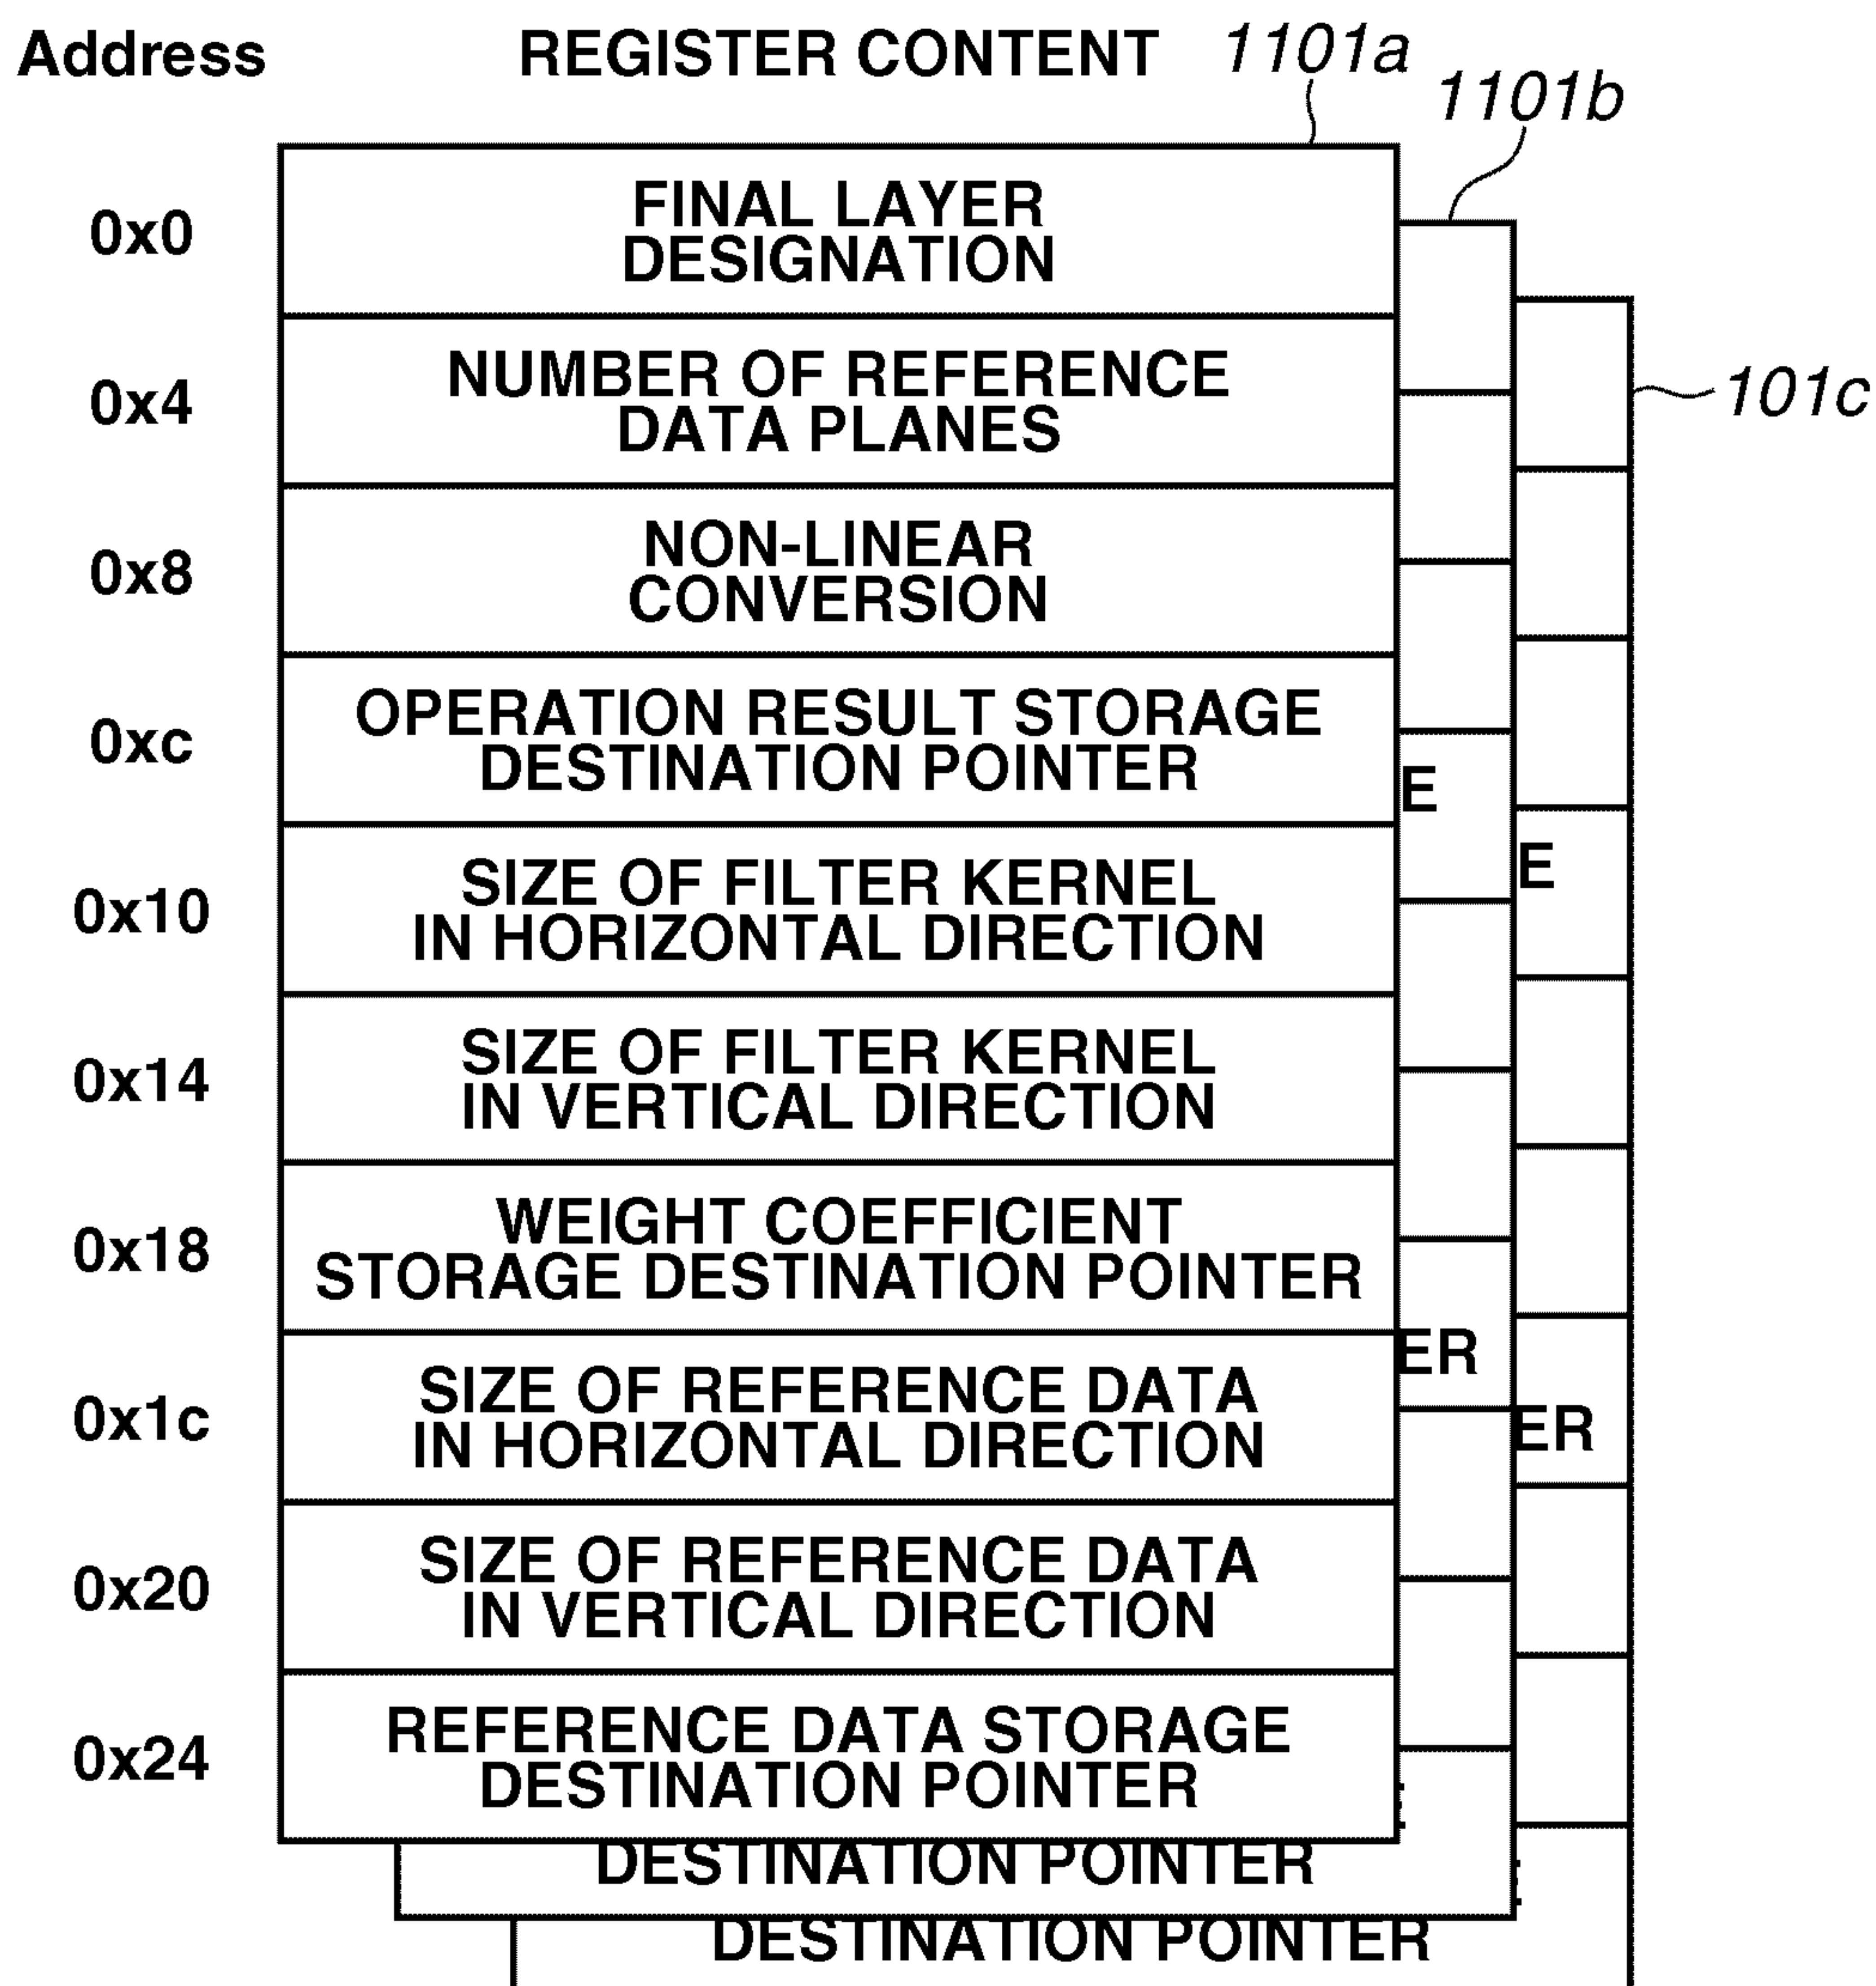 Address REGISTER CONTENT 1101a
1101b
0x0 FINAL LAYER
DESIGNATION
0x4 NUMBER OF REFERENCE
DATA PLANES
101c
0x8 NON-LINEAR
CONVERSION
0xc OPERATION RESULT STORAGE
DESTINATION POINTER
E
E
0x10 SIZE OF FILTER KERNEL
IN HORIZONTAL DIRECTION
0x14 SIZE OF FILTER KERNEL
IN VERTICAL DIRECTION
0x18 WEIGHT COEFFICIENT
STORAGE DESTINATION POINTER
ER
ER
0x1c SIZE OF REFERENCE DATA
IN HORIZONTAL DIRECTION
0x20 SIZE OF REFERENCE DATA
IN VERTICAL DIRECTION
0x24 REFERENCE DATA STORAGE
DESTINATION POINTER
DESTINATION POINTER
DESTINATION POINTER